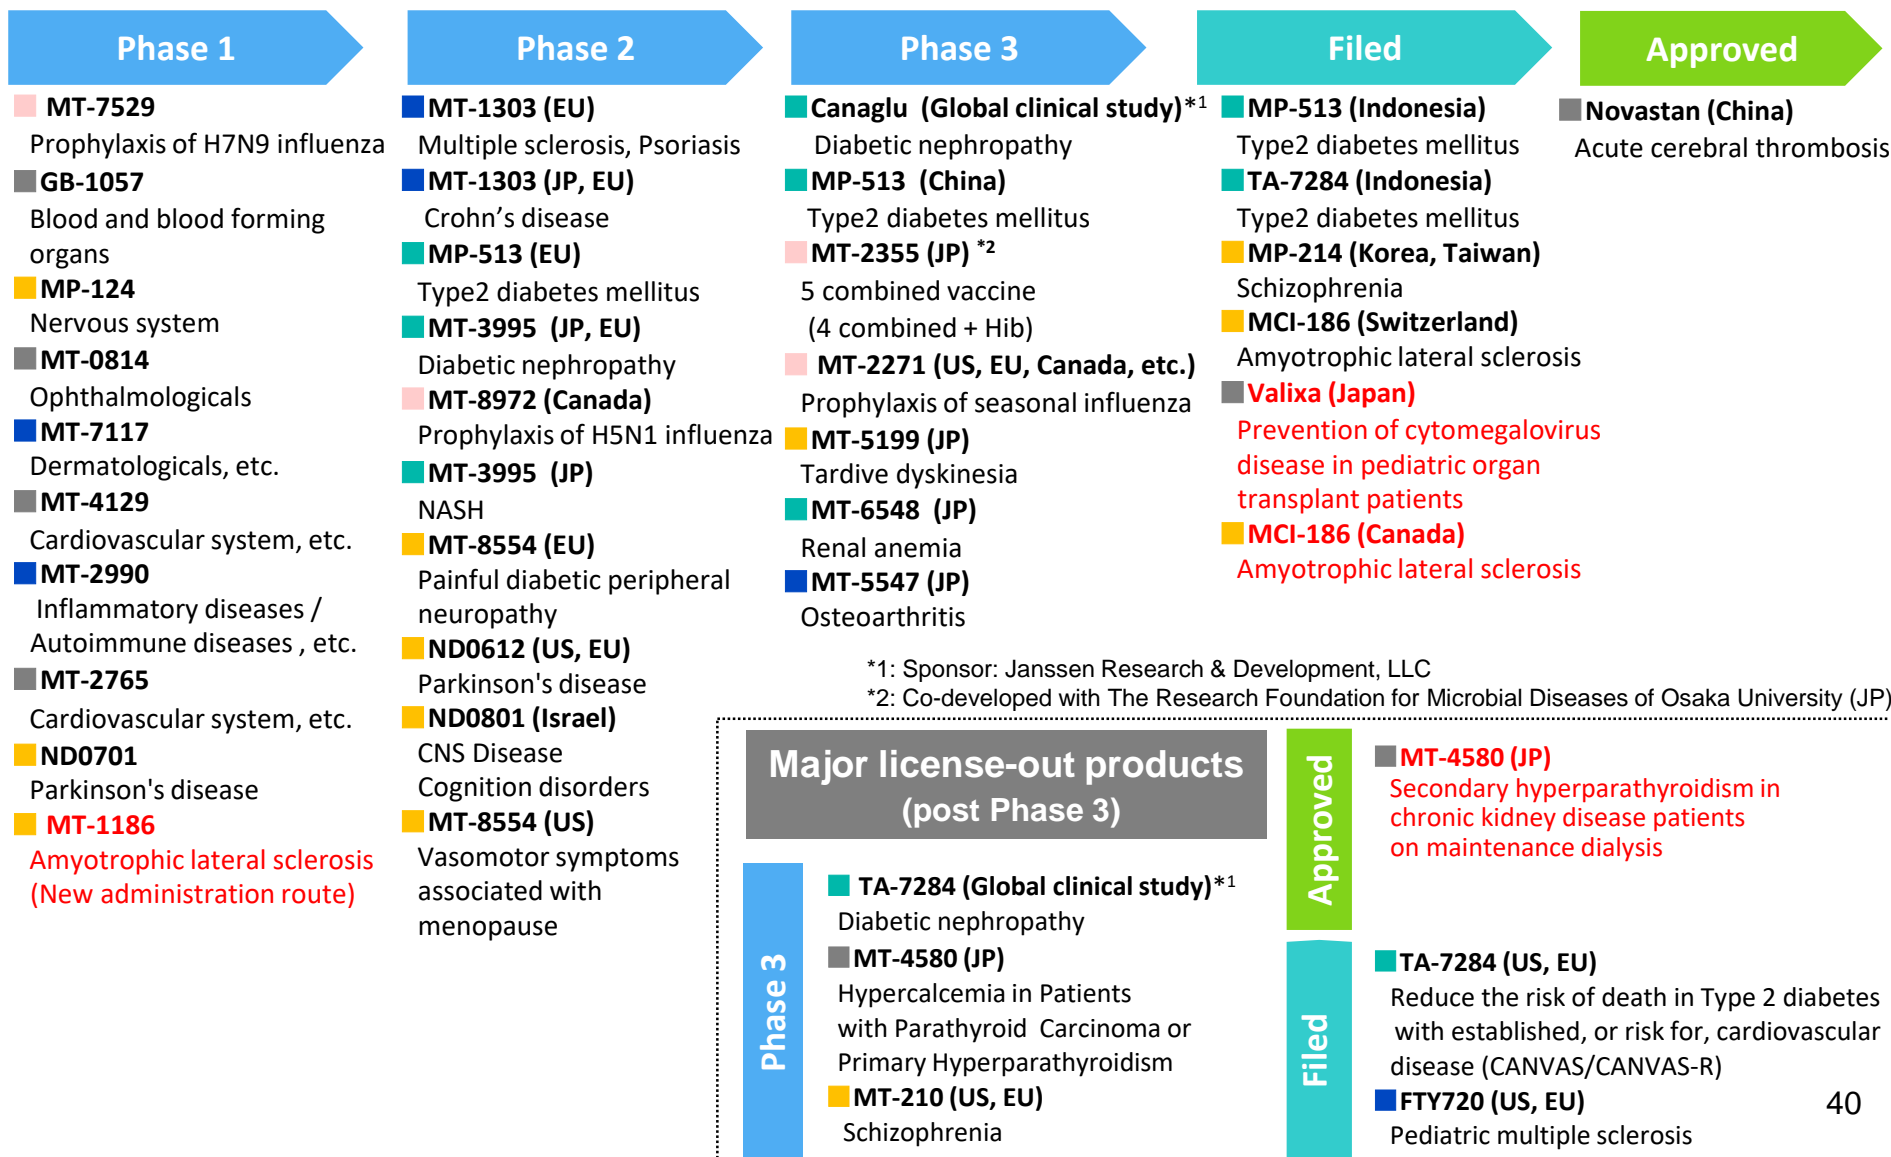 Phase 1
MT-7529
Prophylaxis of H7N9 influenza
GB-1057
Blood and blood forming
organs
MP-124
Nervous system
MT-0814
Ophthalmologicals
MT-7117
Dermatologicals, etc.
MT-4129
Cardiovascular system, etc.
MT-2990
Inflammatory diseases /
Autoimmune diseases , etc.
MT-2765
Cardiovascular system, etc.
ND0701
Parkinson's disease
MT-1186
Amyotrophic lateral sclerosis
(New administration route)
Phase 2
MT-1303 (EU)
Multiple sclerosis, Psoriasis
MT-1303 (JP, EU)
Crohn’s disease
MP-513 (EU)
Type2 diabetes mellitus
MT-3995 (JP, EU)
Diabetic nephropathy
MT-8972 (Canada)
Prophylaxis of H5N1 influenza
MT-3995 (JP)
NASH
MT-8554 (EU)
Painful diabetic peripheral
neuropathy
ND0612 (US, EU)
Parkinson's disease
ND0801 (Israel)
CNS Disease
Cognition disorders
MT-8554 (US)
Vasomotor symptoms
associated with
menopause
Phase 3
Canaglu (Global clinical study)*1
Diabetic nephropathy
MP-513 (China)
Type2 diabetes mellitus
MT-2355 (JP) *2
5 combined vaccine
(4 combined + Hib)
MT-2271 (US, EU, Canada, etc.)
Prophylaxis of seasonal influenza
MT-5199 (JP)
Tardive dyskinesia
MT-6548 (JP)
Renal anemia
MT-5547 (JP)
Osteoarthritis
Filed
MP-513 (Indonesia)
Type2 diabetes mellitus
TA-7284 (Indonesia)
Type2 diabetes mellitus
MP-214 (Korea, Taiwan)
Schizophrenia
MCI-186 (Switzerland)
Amyotrophic lateral sclerosis
Valixa (Japan)
Prevention of cytomegalovirus
disease in pediatric organ
transplant patients
MCI-186 (Canada)
Amyotrophic lateral sclerosis
Approved
Novastan (China)
Acute cerebral thrombosis
*1: Sponsor: Janssen Research & Development, LLC
*2: Co-developed with The Research Foundation for Microbial Diseases of Osaka University (JP)
Major license-out products
(post Phase 3)
Phase 3
TA-7284 (Global clinical study)*1
Diabetic nephropathy
MT-4580 (JP)
Hypercalcemia in Patients
with Parathyroid Carcinoma or
Primary Hyperparathyroidism
MT-210 (US, EU)
Schizophrenia
Approved
MT-4580 (JP)
Secondary hyperparathyroidism in
chronic kidney disease patients
on maintenance dialysis
Filed
TA-7284 (US, EU)
Reduce the risk of death in Type 2 diabetes
with established, or risk for, cardiovascular
disease (CANVAS/CANVAS-R)
FTY720 (US, EU)
Pediatric multiple sclerosis
40